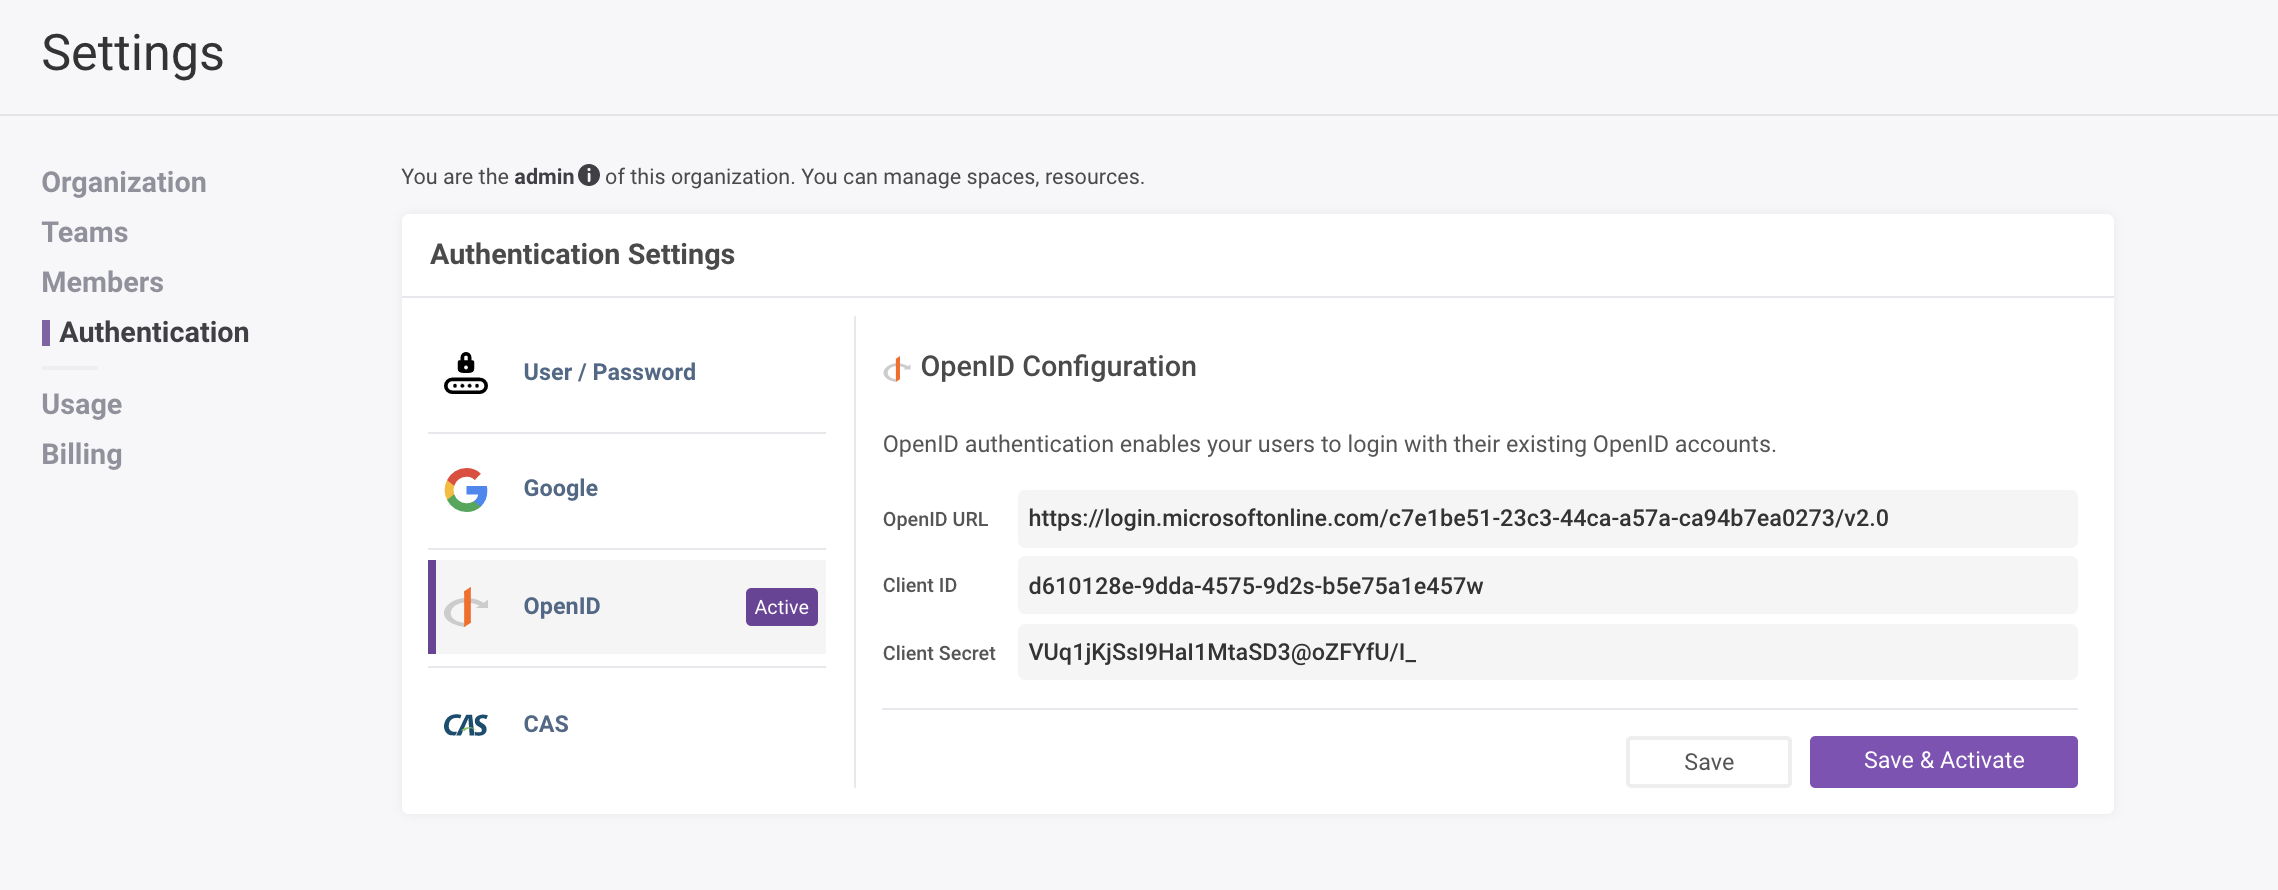 Settings
Organization
Teams
Members
Authentication
Usage
Billing
You are the admin i of this organization. You can manage spaces, resources.
Authentication Settings
User / Password
Google
OpenID
Active
CAS
CAS
OpenID Configuration
OpenID authentication enables your users to login with their existing OpenID accounts.
OpenID URL https://login.microsoftonline.com/c7e1be51-23c3-44ca-a57a-ca94b7ea0273/v2.0
Client ID d610128e-9dda-4575-9d2s-b5e75a1e457w
Client Secret VUq1jKjSsI9HaI1MtaSD3@oZFYfU/I_
Save
Save & Activate